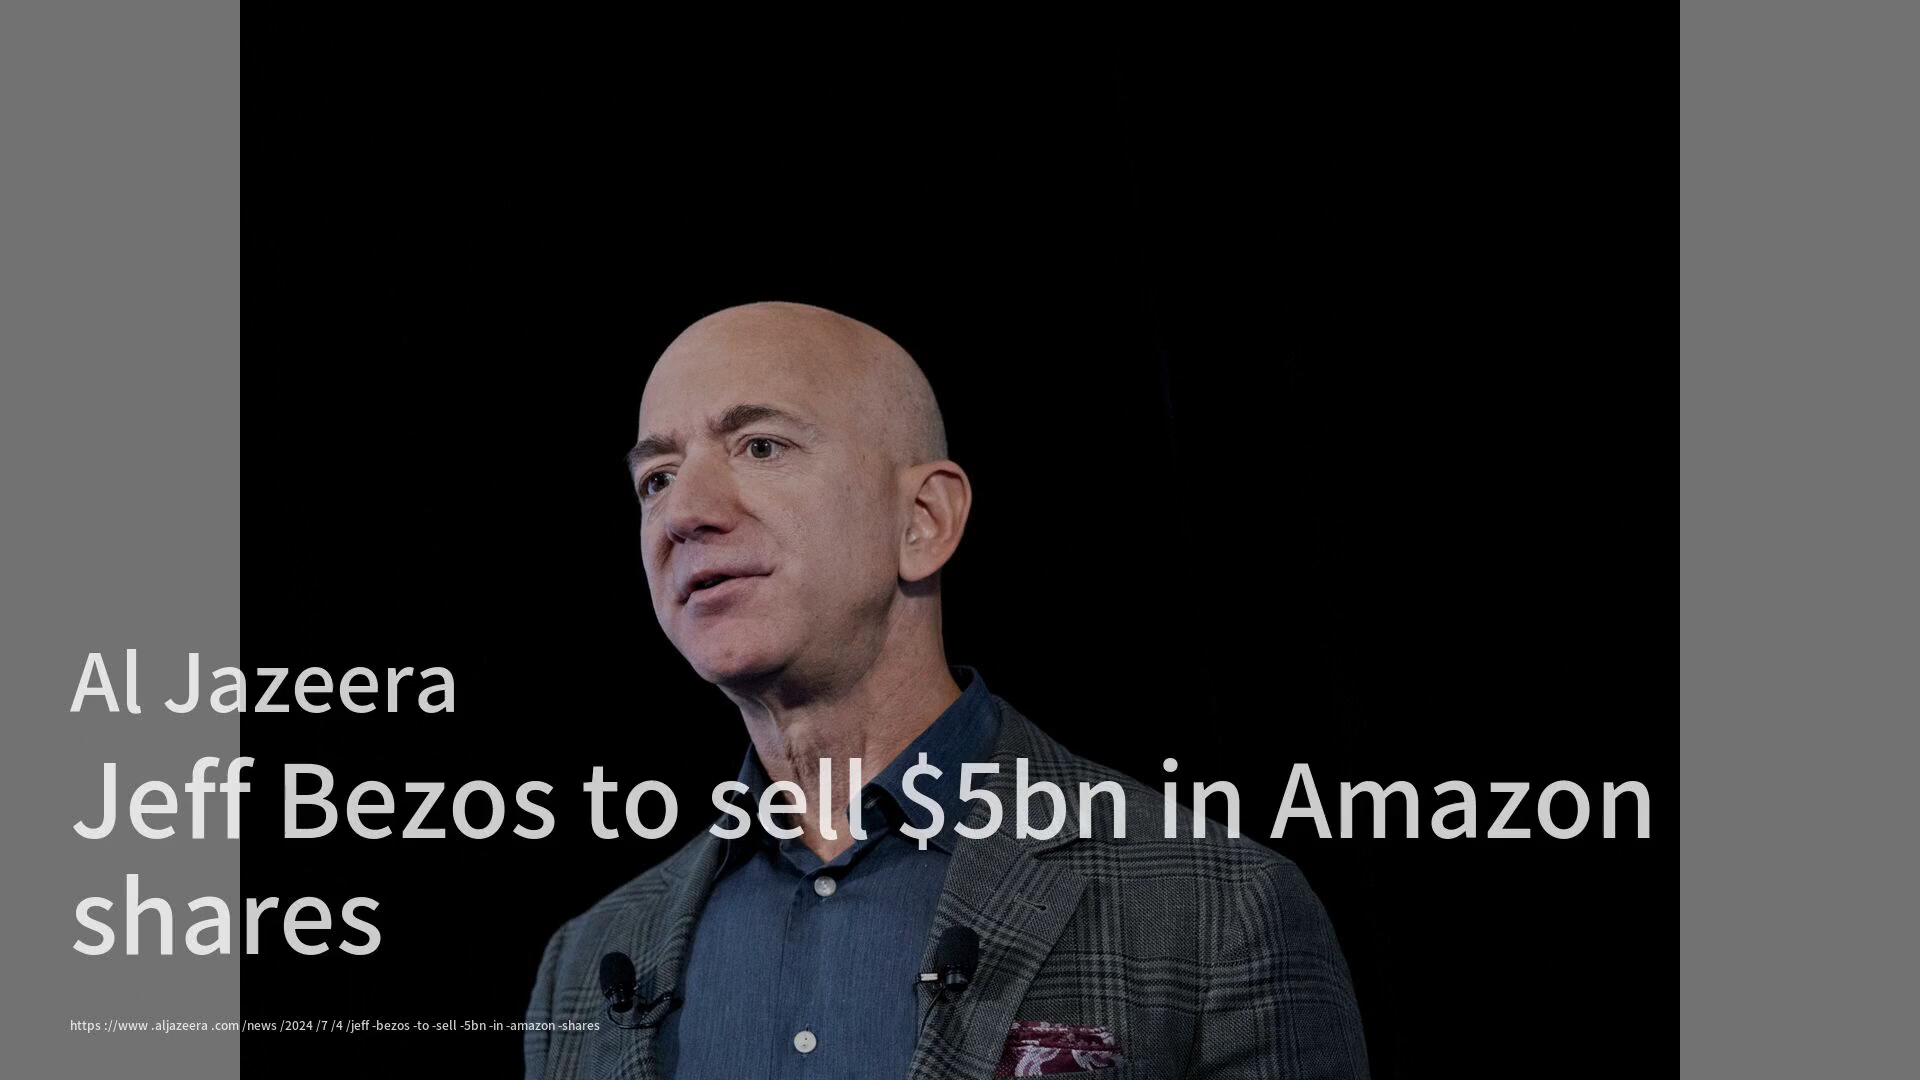 Al Jazeera
Jeff Bezos to sell $5bn in Amazon
shares
https ://www .aljazeera .com /news /2024 /7 /4 /jeff -bezos -to -sell -5bn -in -amazon -shares